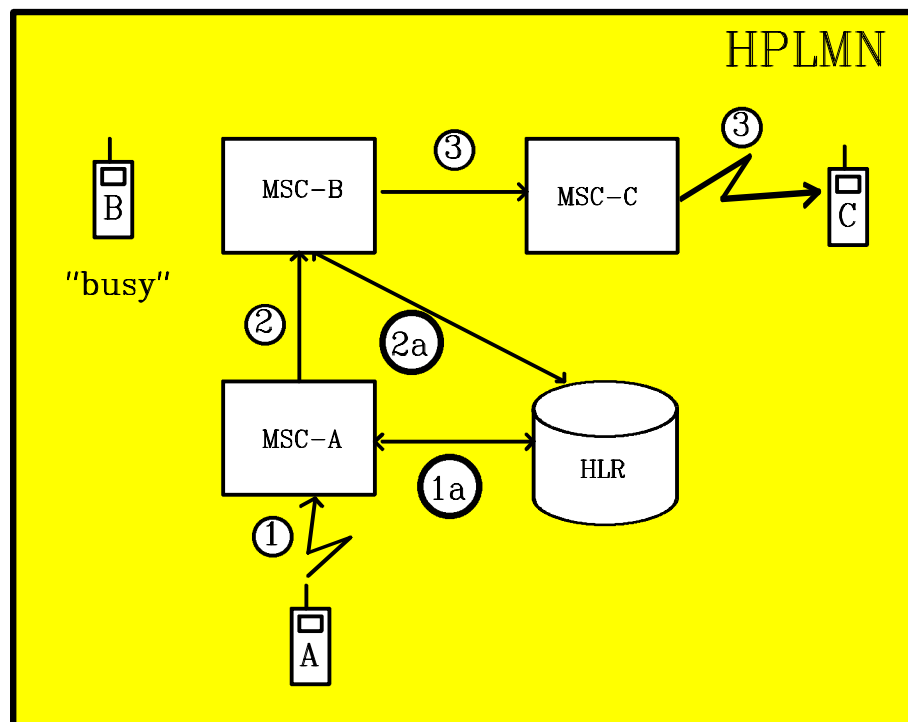 HPLMN
3
3
MSC-B
MSC-C
B
C
"busy"
2
2a
MSC-A
HLR
1a
1
A